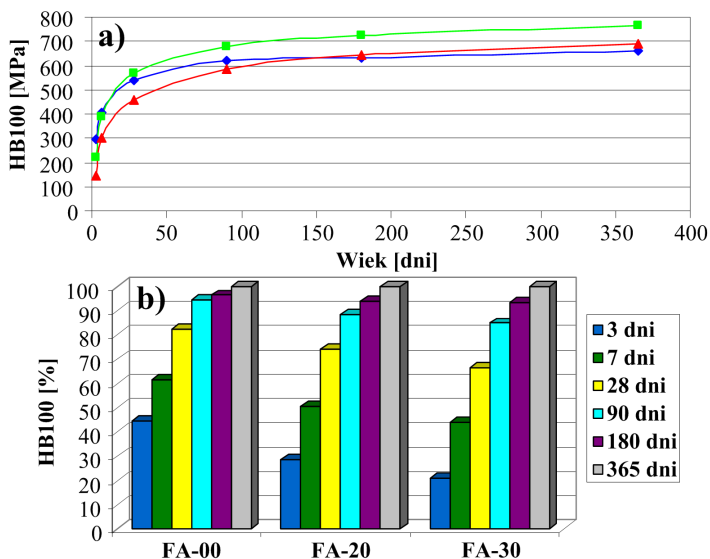 a)
HB100 [MPa]
800
700
600
500
400
300
200
100
0
0 50 100 150 200 250 300 350 400
Wiek [dni]
b)
HB100 [%]
100
90
80
70
60
50
40
30
20
10
0
FA-00 FA-20 FA-30
3 dni
7 dni
28 dni
90 dni
180 dni
365 dni